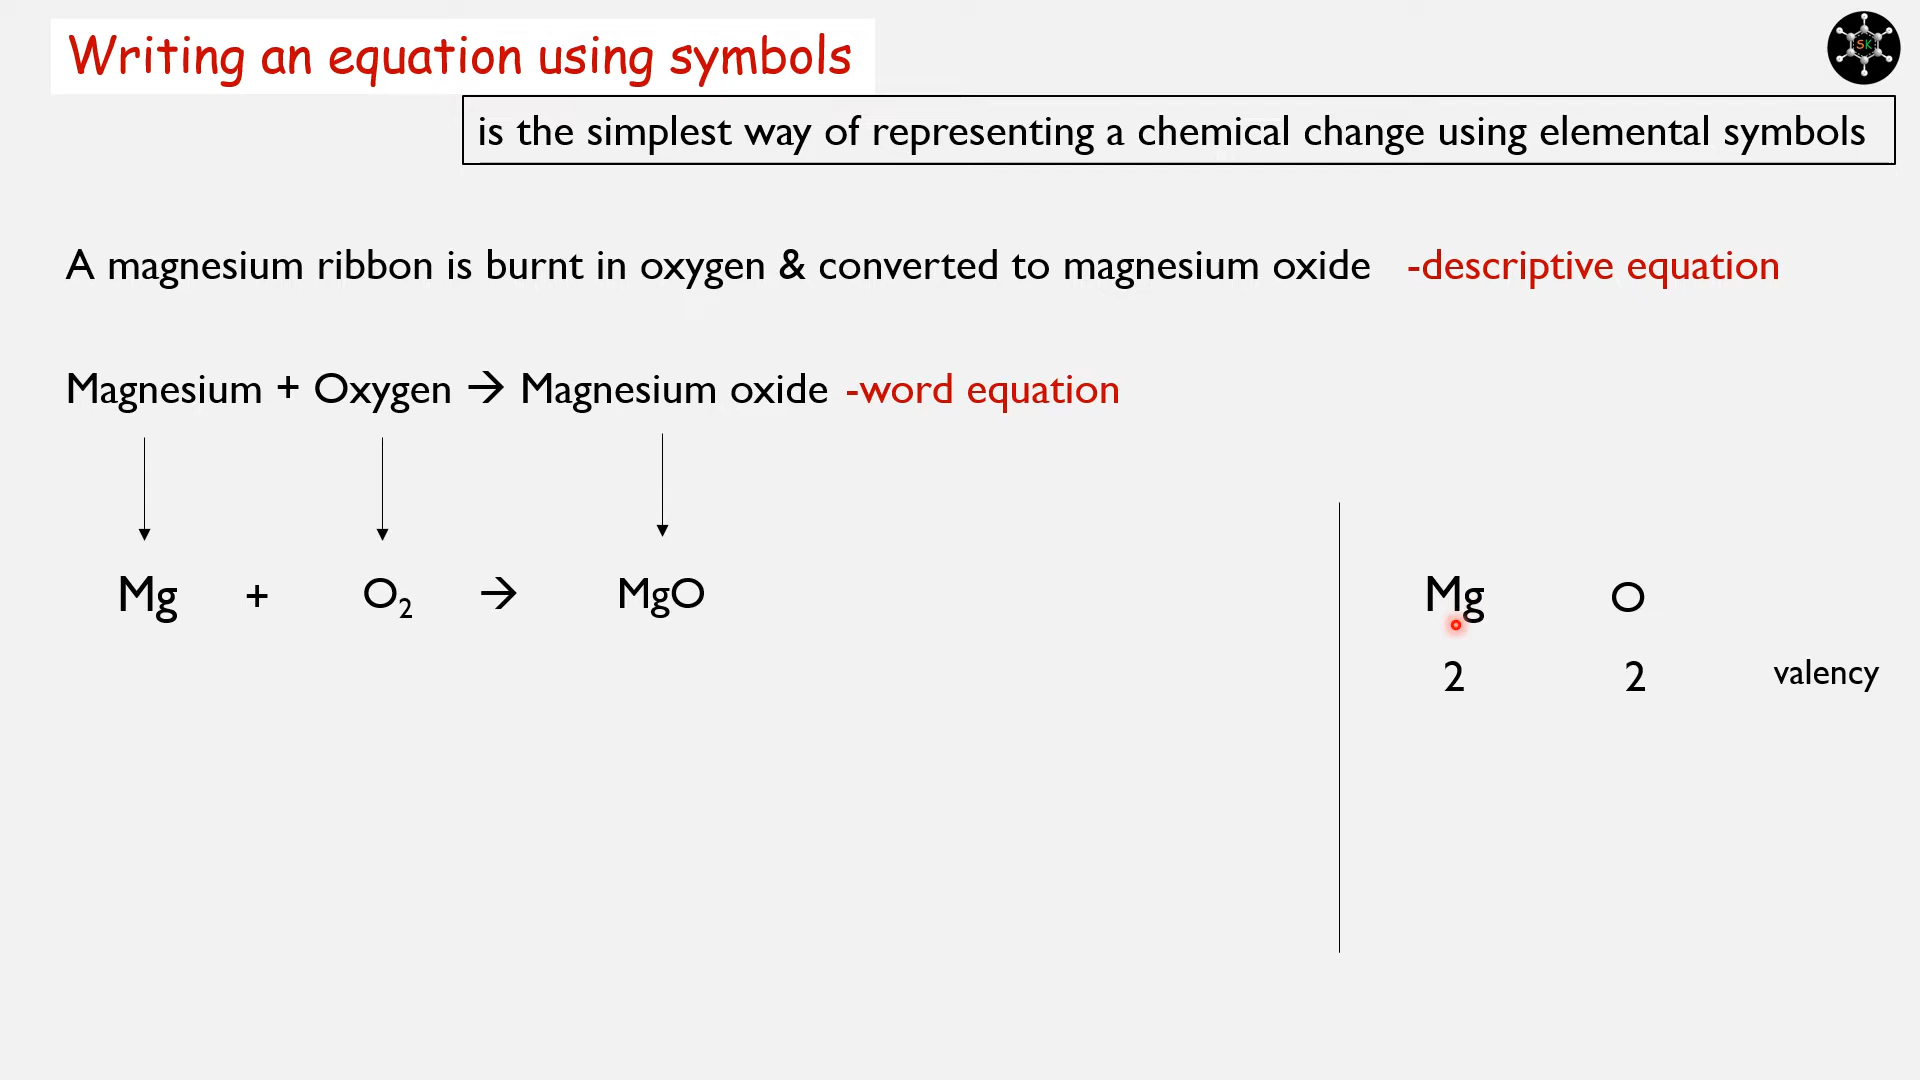 Writing an equation using symbols
SK
is the simplest way of representing a chemical change using elemental symbols
A magnesium ribbon is burnt in oxygen & converted to magnesium oxide -descriptive equation
Magnesium + Oxygen → Magnesium oxide -word equation
Mg + O₂ → MgO
Mg O
2 2 valency